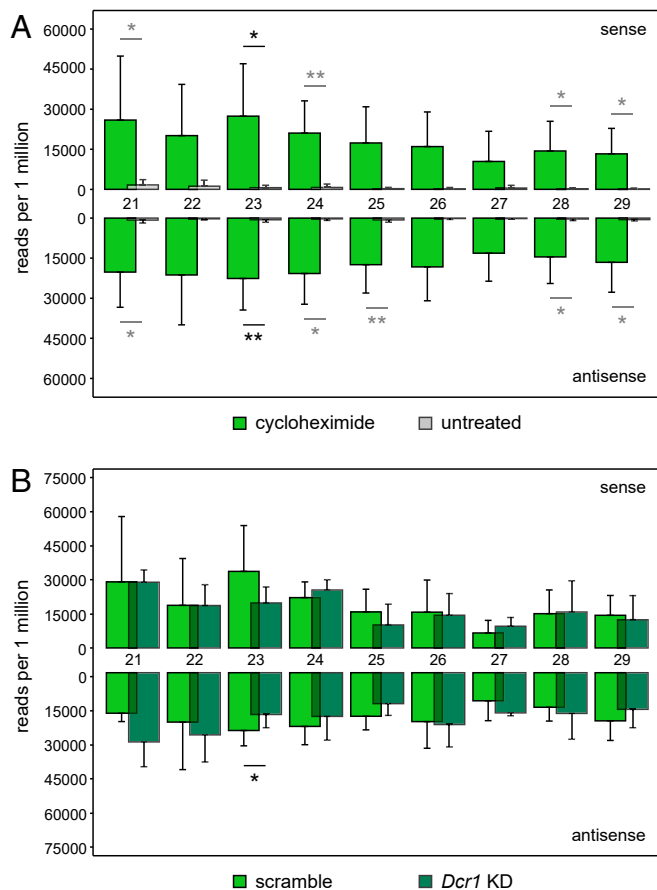 A
sense
reads per 1 million
60000
45000
30000
15000
0
* * ** * *
21 22 23 24 25 26 27 28 29
0
15000
30000
45000
60000
* ** * ** * *
antisense
cycloheximide untreated
B
sense
reads per 1 million
75000
60000
45000
30000
15000
0
21 22 23 24 25 26 27 28 29
0
15000
30000
45000
60000
75000
*
antisense
scramble Dcr1 KD